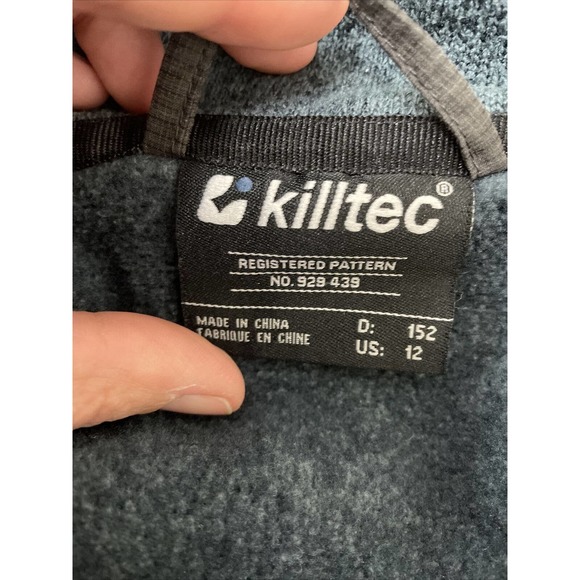 killtec®
REGISTERED PATTERN
NO. 929 439
MADE IN CHINA
FABRIQUE EN CHINE
D: 152
US: 12